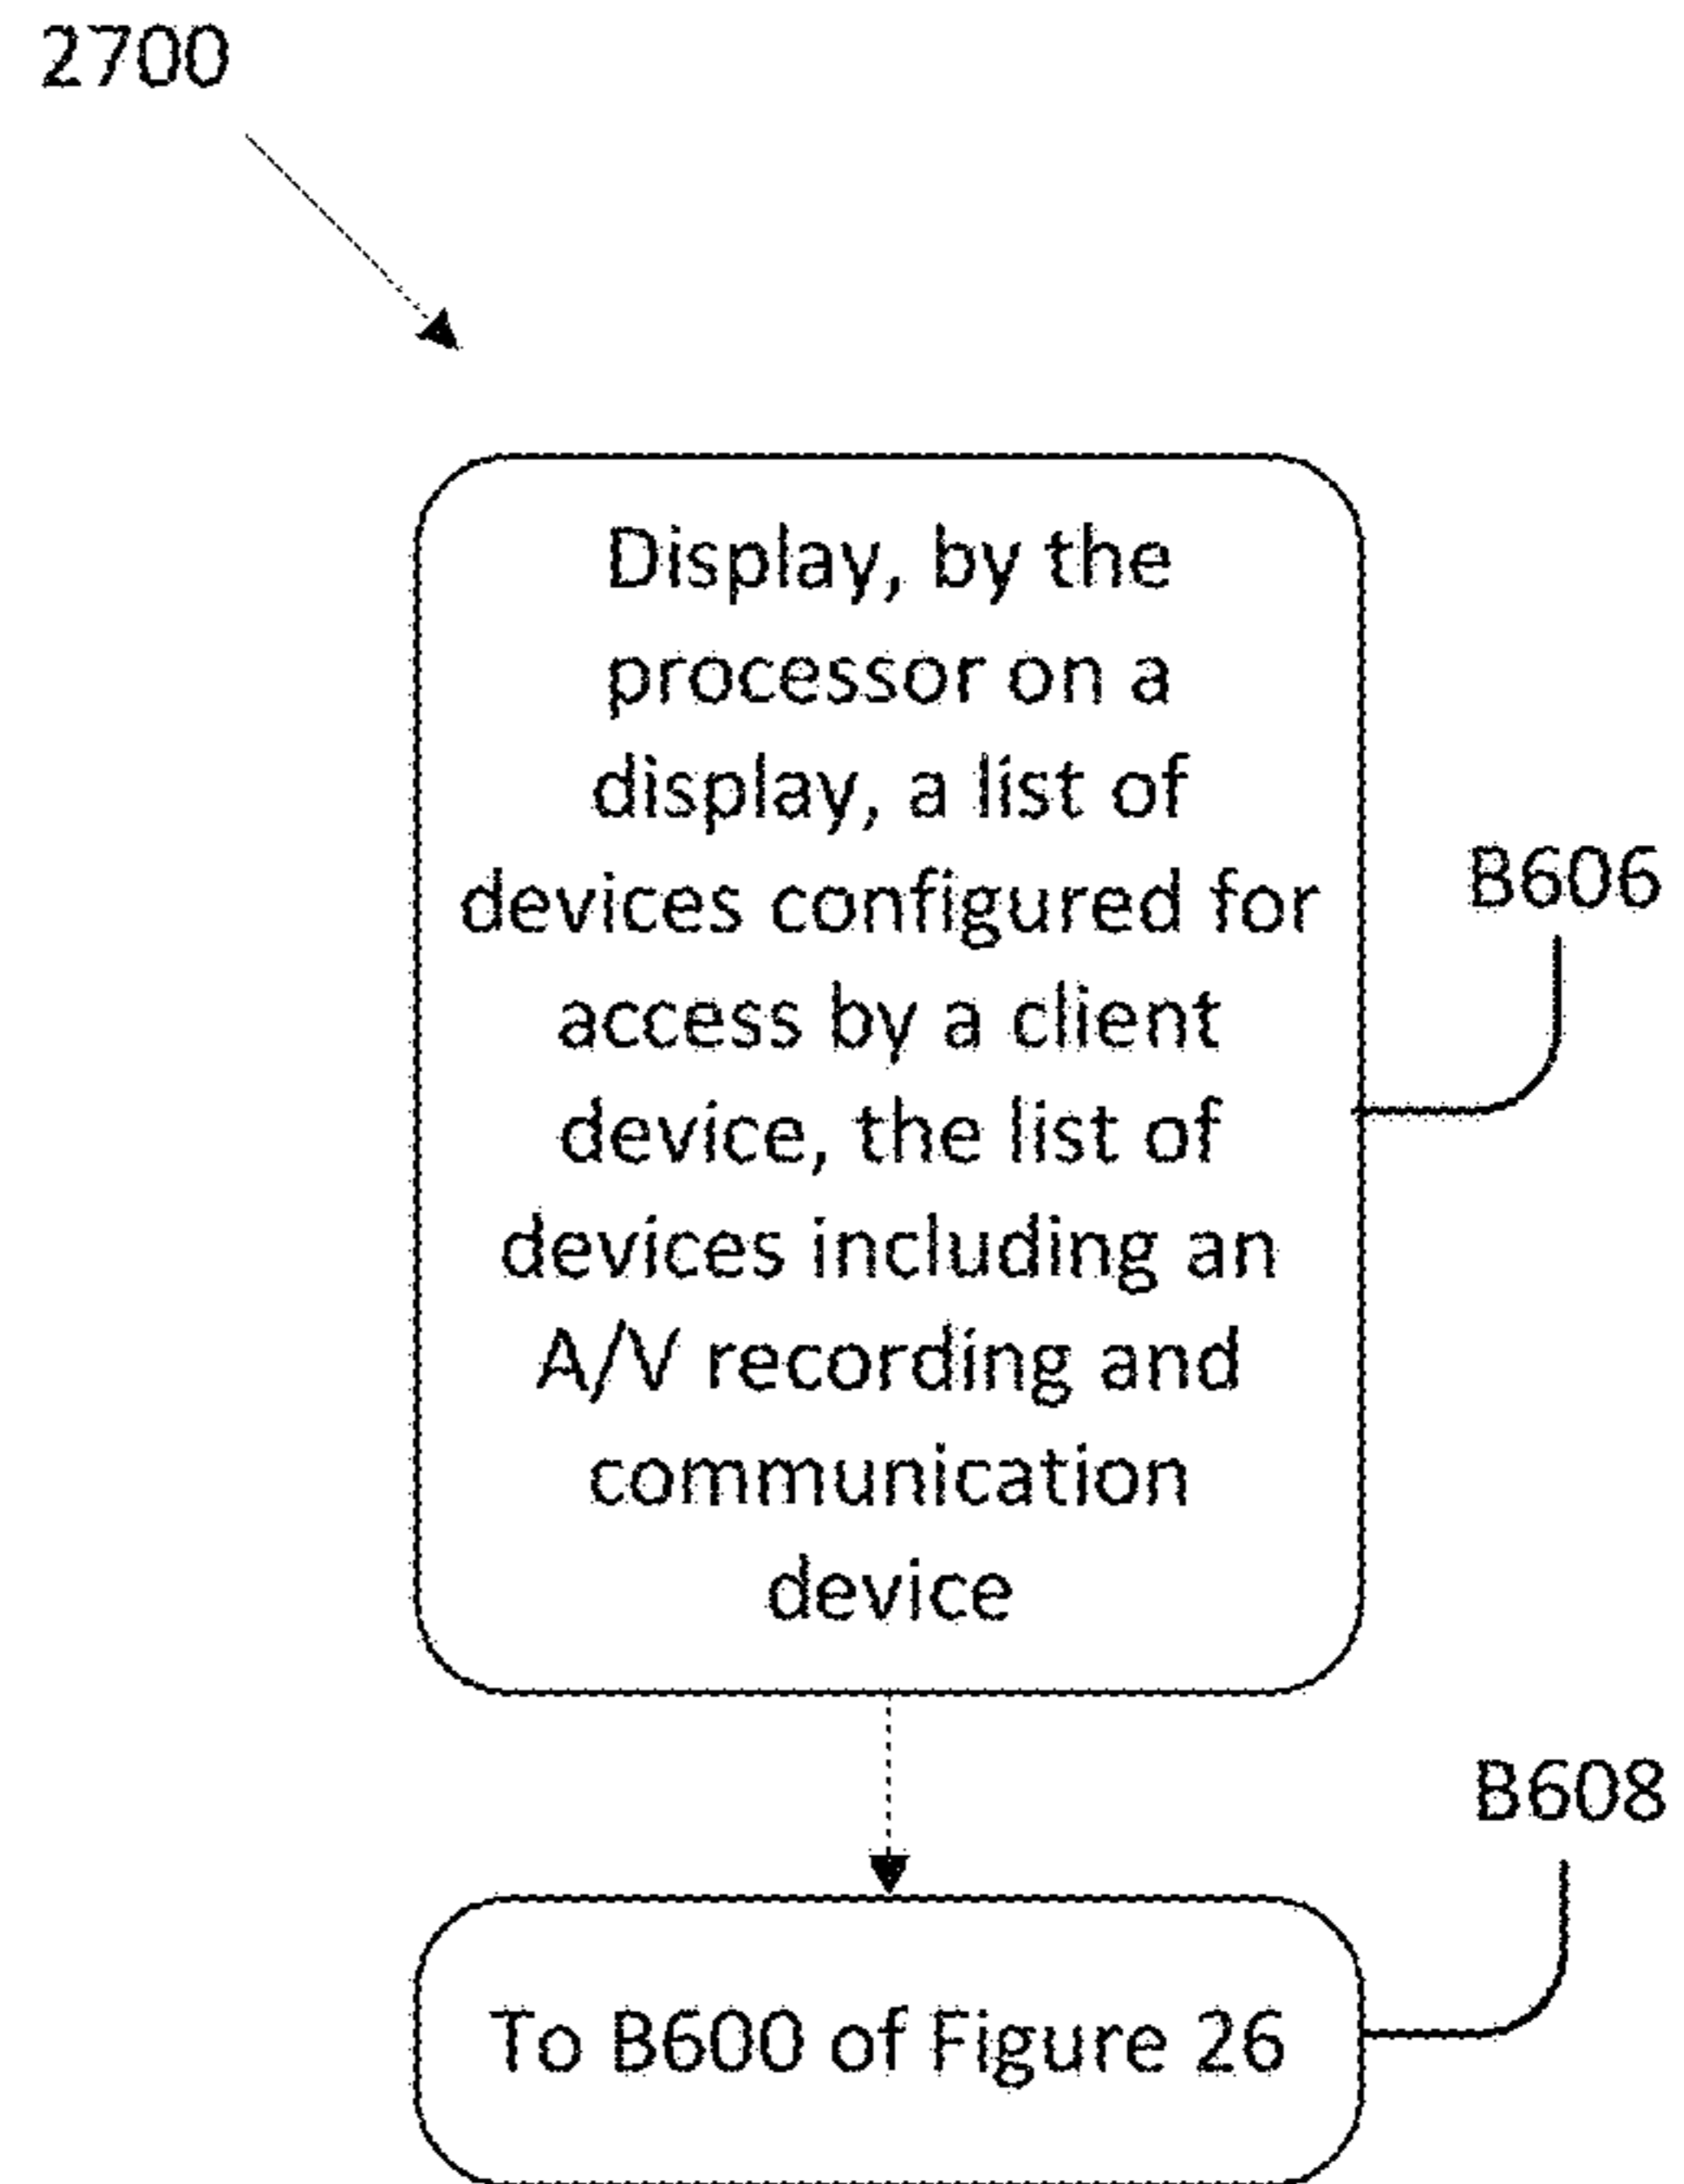 2700
Display, by the
processor on a
display, a list of
devices configured for
access by a client
device, the list of
devices including an
A/V recording and
communication
device
B606
B608
To B600 of Figure 26